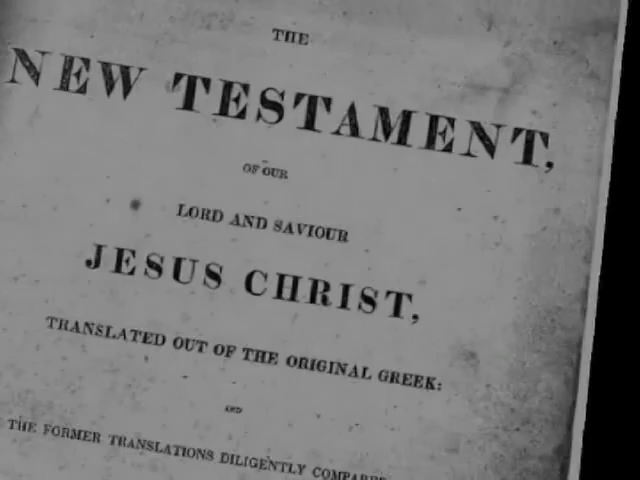 THE
NEW TESTAMENT,
OF OUR
LORD AND SAVIOUR
JESUS CHRIST,
TRANSLATED OUT OF THE ORIGINAL GREEK:
AND
THE FORMER TRANSLATIONS DILIGENTLY